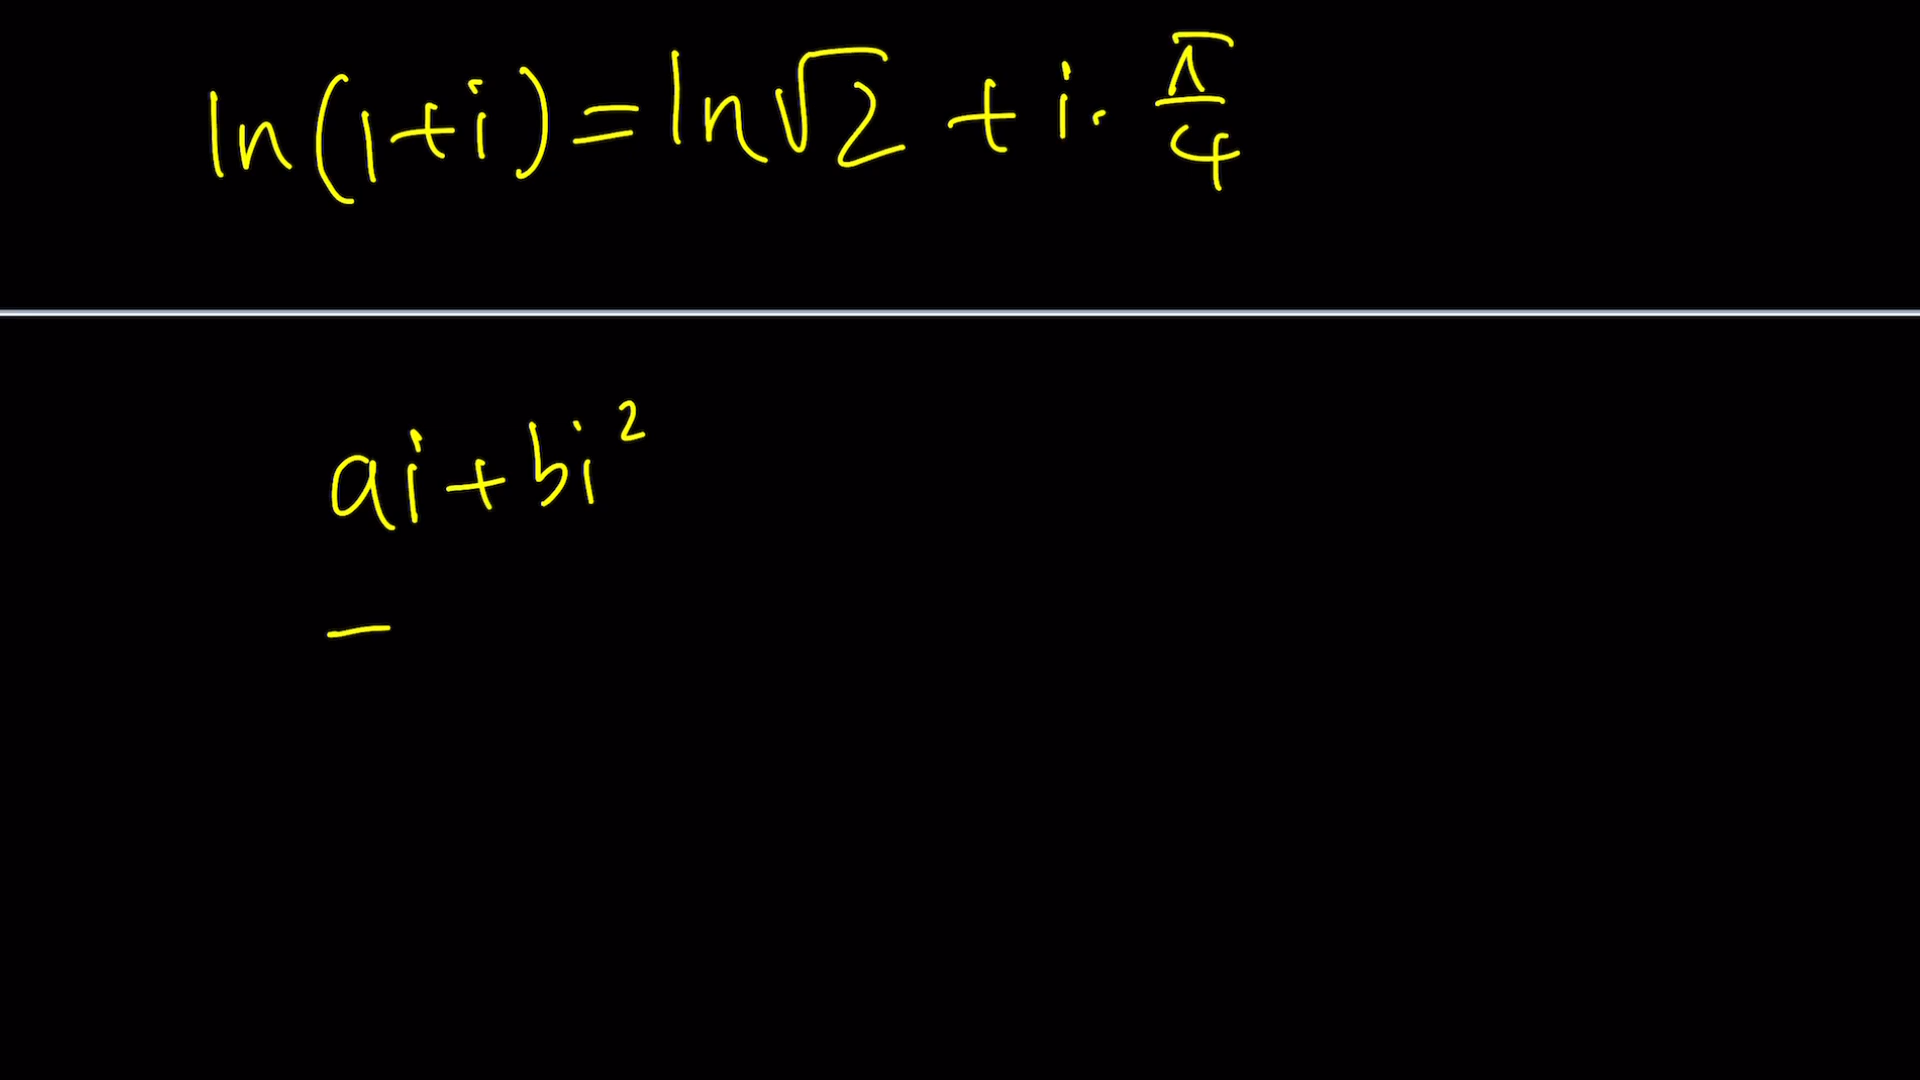 ln(1+i)=ln√2 + i· π/4
ai+bi²
—